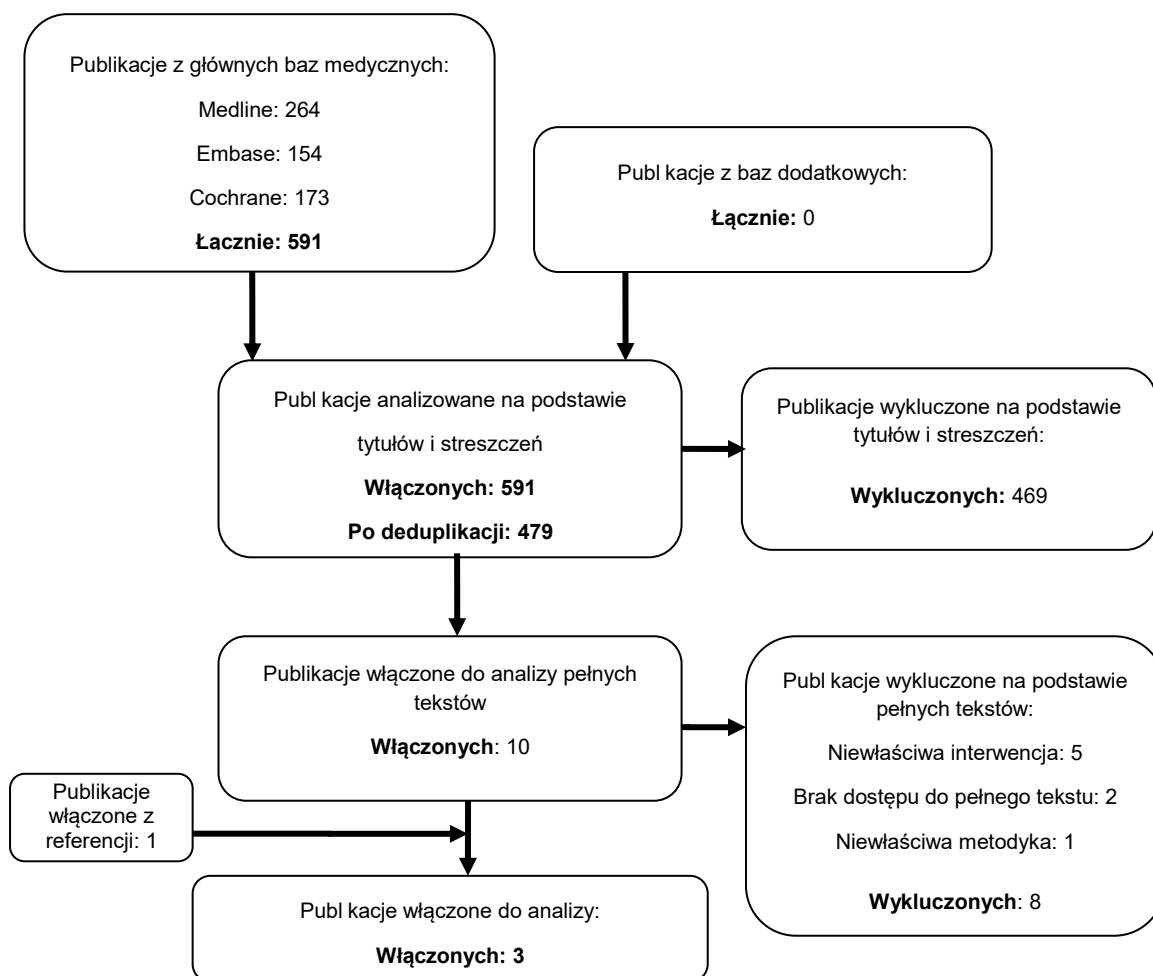 Publikacje z głównych baz medycznych:
Medline: 264
Embase: 154
Cochrane: 173
Łącznie: 591
Publ kacje z baz dodatkowych:
Łącznie: 0
Publ kacje analizowane na podstawie
tytułów i streszczeń
Włączonych: 591
Po deduplikacji: 479
Publikacje wykluczone na podstawie
tytułów i streszczeń:
Wykluczonych: 469
Publikacje włączone do analizy pełnych
tekstów
Włączonych: 10
Publ kacje wykluczone na podstawie
pełnych tekstów:
Niewłaściwa interwencja: 5
Brak dostępu do pełnego tekstu: 2
Niewłaściwa metodyka: 1
Wykluczonych: 8
Publikacje
włączone z
referencji: 1
Publ kacje włączone do analizy:
Włączonych: 3